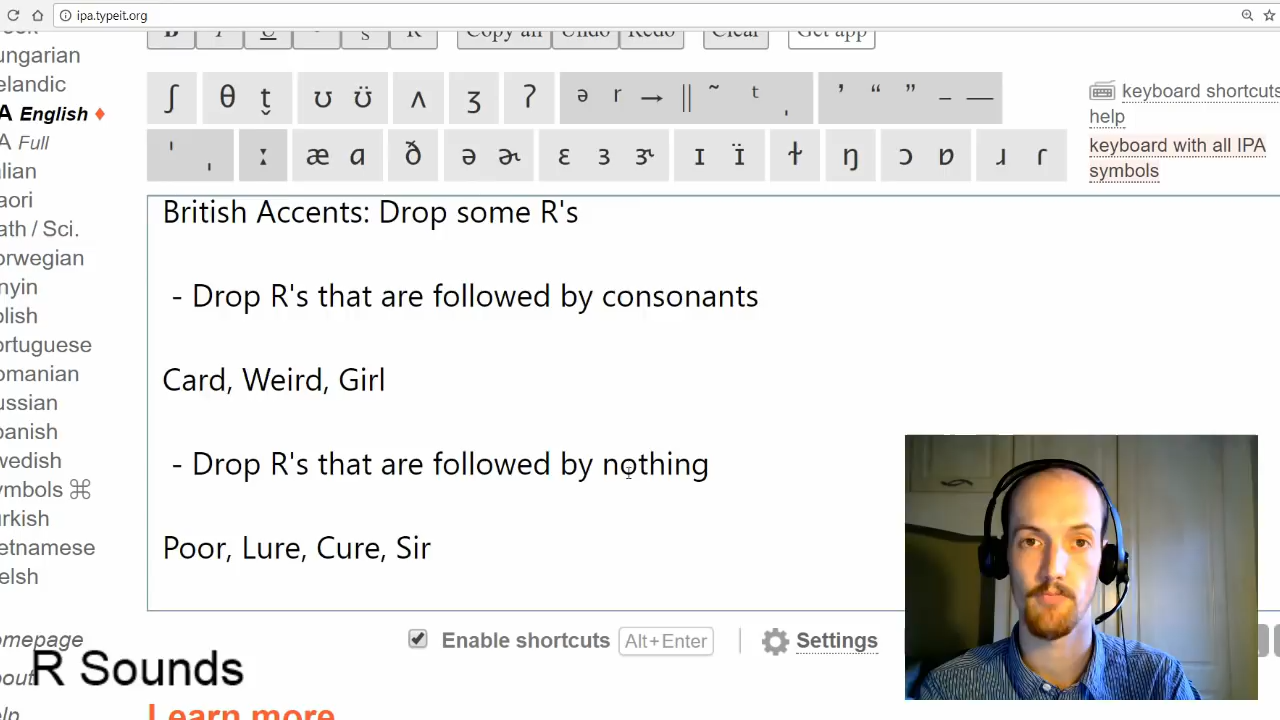 ipa.typeit.org
Copy all Undo Redo Clear Get app
ʃ θ t̬ ʊ ʊ̈ ʌ ʒ ʔ ə r → ‖ ˜ t ̩ ’ “ ” – —
keyboard shortcuts
help
ˈ ˌ ː æ ɑ ð ə ɚ ɛ ɜ ɝ ɪ ɪ̈ ɫ ŋ ɔ ɒ ɹ ɾ
keyboard with all IPA
symbols
ungarian
elandic
A English
A Full
alian
aori
ath / Sci.
orwegian
nyin
olish
ortuguese
omanian
ussian
panish
wedish
ymbols ⌘
urkish
etnamese
elsh
omepage
bout
elp
British Accents: Drop some R's
- Drop R's that are followed by consonants
Card, Weird, Girl
- Drop R's that are followed by nothing
Poor, Lure, Cure, Sir
Enable shortcuts Alt+Enter Settings
R Sounds
Learn more